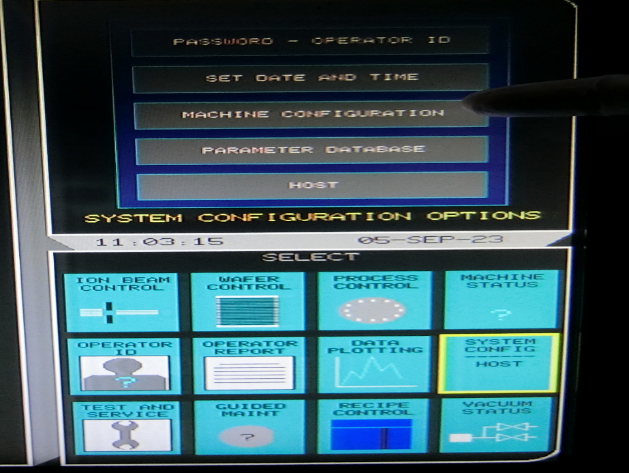 PASSWORD - OPERATOR ID
SET DATE AND TIME
MACHINE CONFIGURATION
PARAMETER DATABASE
HOST
SYSTEM CONFIGURATION OPTIONS
11:03:15 05-SEP-23
SELECT
ION BEAM
CONTROL
WAFER
CONTROL
PROCESS
CONTROL
MACHINE
STATUS
?
OPERATOR
ID
?
OPERATOR
REPORT
DATA
PLOTTING
SYSTEM
CONFIG
------
HOST
TEST AND
SERVICE
GUIDED
MAINT
?
RECIPE
CONTROL
VACUUM
STATUS